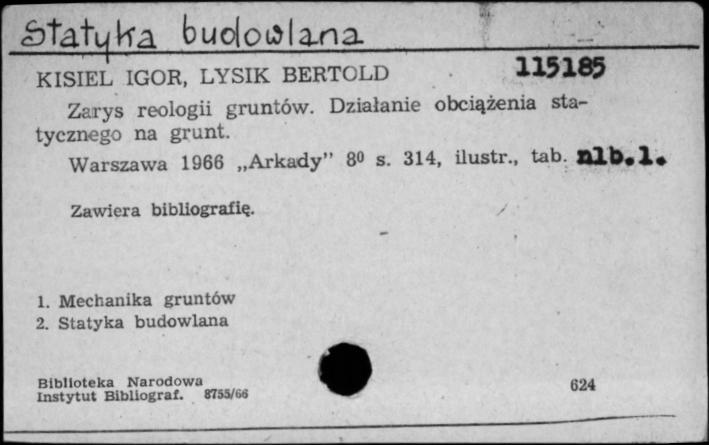 Statyka budowlana
KISIEL IGOR, LYSIK BERTOLD 115185
Zarys reologii gruntów. Działanie obciążenia sta-
tycznego na grunt.
Warszawa 1966 „Arkady” 8⁰ s. 314, ilustr., tab. nlb.1.
Zawiera bibliografię.
1. Mechanika gruntów
2. Statyka budowlana
Biblioteka Narodowa
Instytut Bibliograf. 8755/66 624